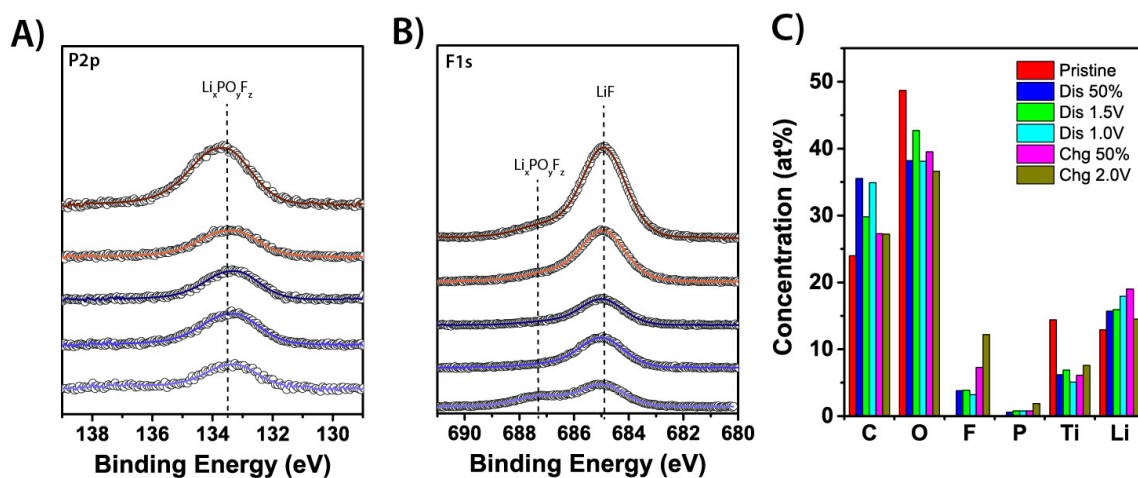 A)
P2p
LiₓPOᵧF_z
138 136 134 132 130
Binding Energy (eV)
B)
F1s
LiF
LiₓPOᵧF_z
690 688 686 684 682 680
Binding Energy (eV)
C)
Concentration (at%)
50
40
30
20
10
0
Pristine
Dis 50%
Dis 1.5V
Dis 1.0V
Chg 50%
Chg 2.0V
C O F P Ti Li